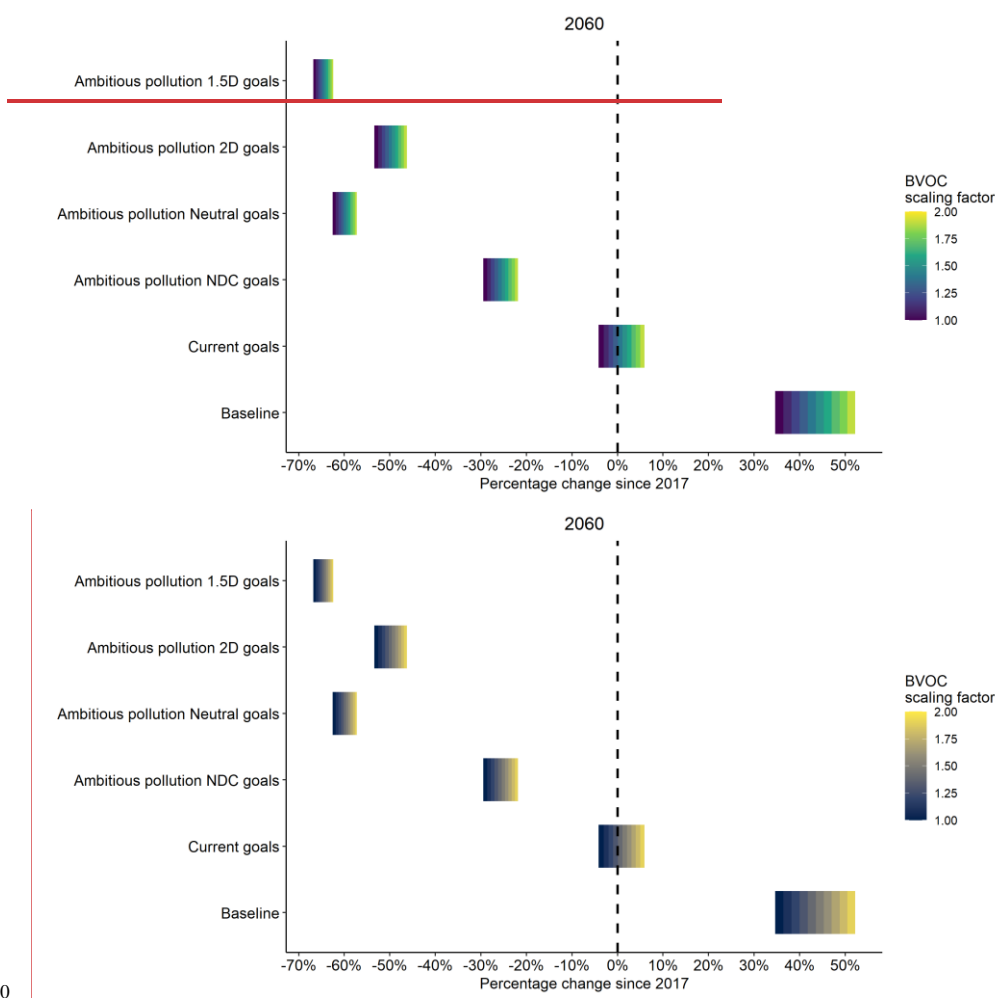 2060
Ambitious pollution 1.5D goals
Ambitious pollution 2D goals
Ambitious pollution Neutral goals
Ambitious pollution NDC goals
Current goals
Baseline
-70% -60% -50% -40% -30% -20% -10% 0% 10% 20% 30% 40% 50%
Percentage change since 2017
BVOC
scaling factor
2.00
1.75
1.50
1.25
1.00
2060
Ambitious pollution 1.5D goals
Ambitious pollution 2D goals
Ambitious pollution Neutral goals
Ambitious pollution NDC goals
Current goals
Baseline
-70% -60% -50% -40% -30% -20% -10% 0% 10% 20% 30% 40% 50%
Percentage change since 2017
BVOC
scaling factor
2.00
1.75
1.50
1.25
1.00
0